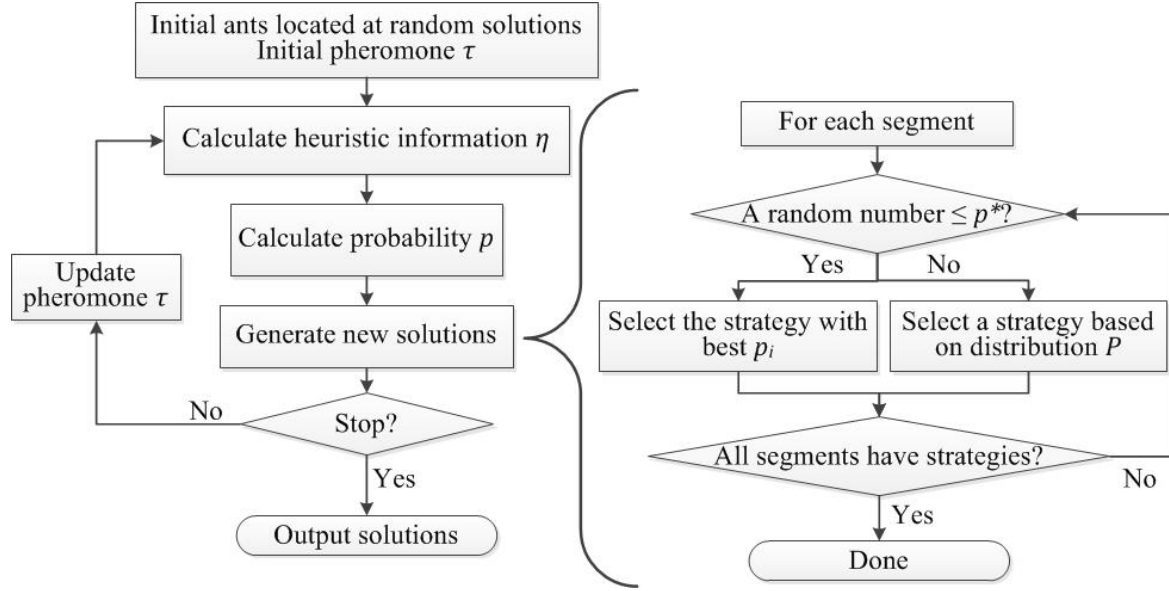 Initial ants located at random solutions
Initial pheromone τ
Calculate heuristic information η
Calculate probability p
Update
pheromone τ
Generate new solutions
No
Stop?
Yes
Output solutions
For each segment
A random number ≤ p*?
Yes
No
Select the strategy with
best pᵢ
Select a strategy based
on distribution P
All segments have strategies?
No
Yes
Done